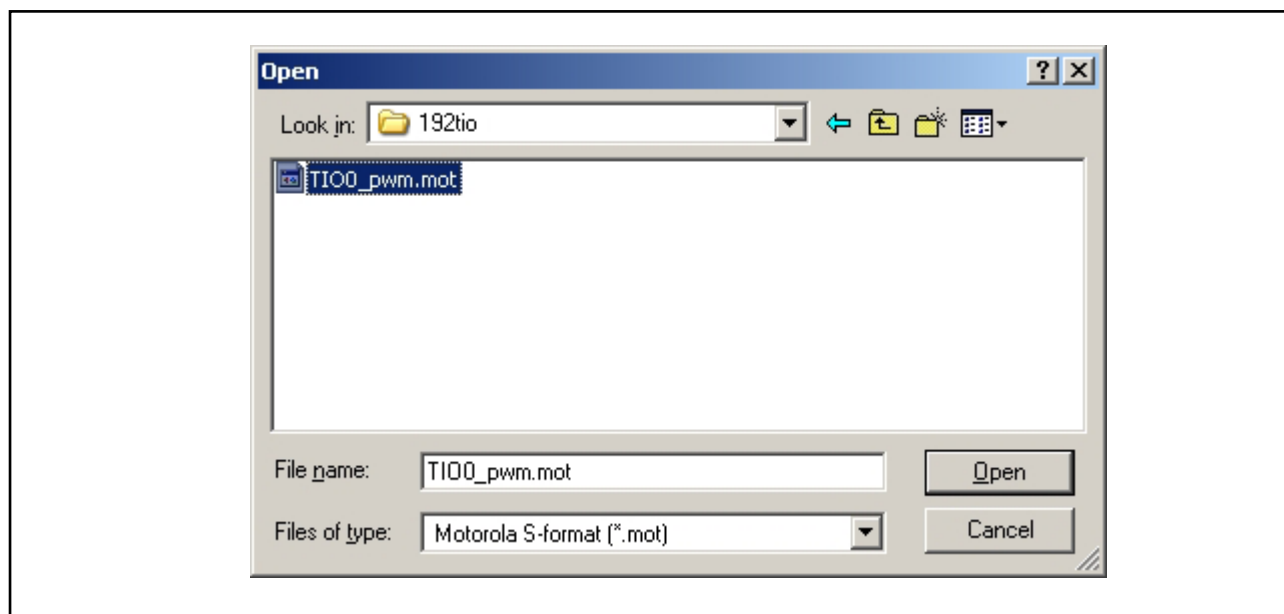 Open
Look in: 192tio
TIO0_pwm.mot
File name: TIO0_pwm.mot Open
Files of type: Motorola S-format (*.mot) Cancel